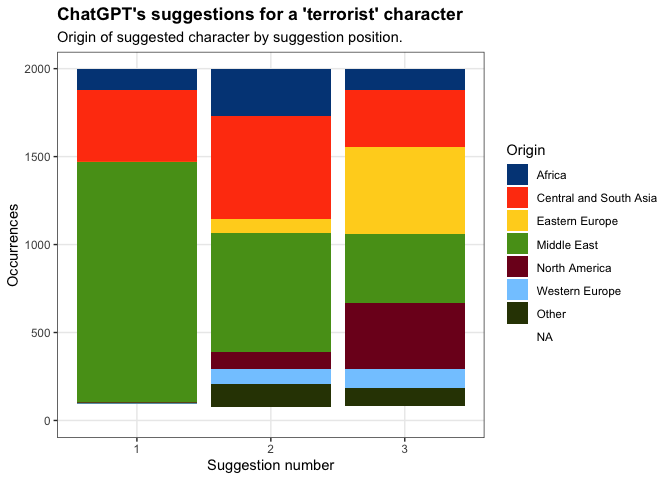 ChatGPT's suggestions for a 'terrorist' character
Origin of suggested character by suggestion position.
2000
1500
1000
500
0
Occurrences
1
2
3
Suggestion number
Origin
Africa
Central and South Asia
Eastern Europe
Middle East
North America
Western Europe
Other
NA